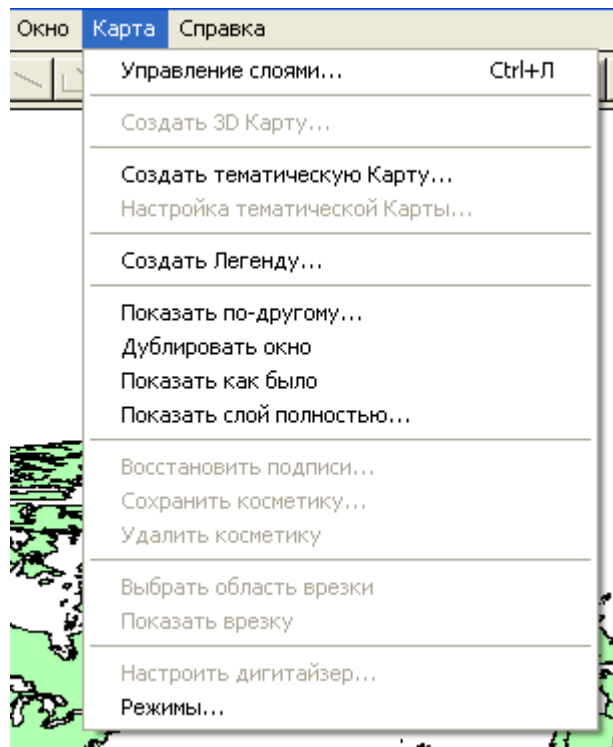 Окно Карта Справка
Управление слоями... Ctrl+Л
Создать 3D Карту...
Создать тематическую Карту...
Настройка тематической Карты...
Создать Легенду...
Показать по-другому...
Дублировать окно
Показать как было
Показать слой полностью...
Восстановить подписи...
Сохранить косметику...
Удалить косметику
Выбрать область врезки
Показать врезку
Настроить дигитайзер...
Режимы...